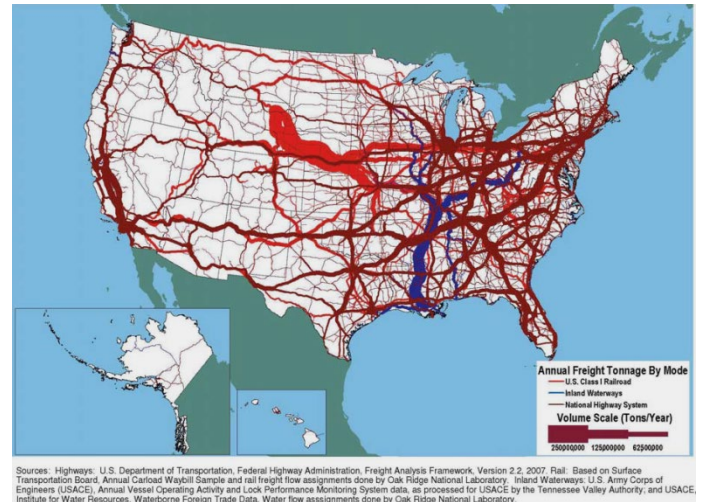 Annual Freight Tonnage By Mode
U.S. Class I Railroad
Inland Waterways
National Highway System
Volume Scale (Tons/Year)
250000000 125000000 62500000
Sources: Highways: U.S. Department of Transportation, Federal Highway Administration, Freight Analysis Framework, Version 2.2, 2007. Rail: Based on Surface
Transportation Board, Annual Carload Waybill Sample and rail freight flow assignments done by Oak Ridge National Laboratory. Inland Waterways: U.S. Army Corps of
Engineers (USACE), Annual Vessel Operating Activity and Lock Performance Monitoring System data, as processed for USACE by the Tennessee Valley Authority; and USACE,
Institute for Water Resources, Waterborne Foreign Trade Data, Water flow asssignments done by Oak Ridge National Laboratory.